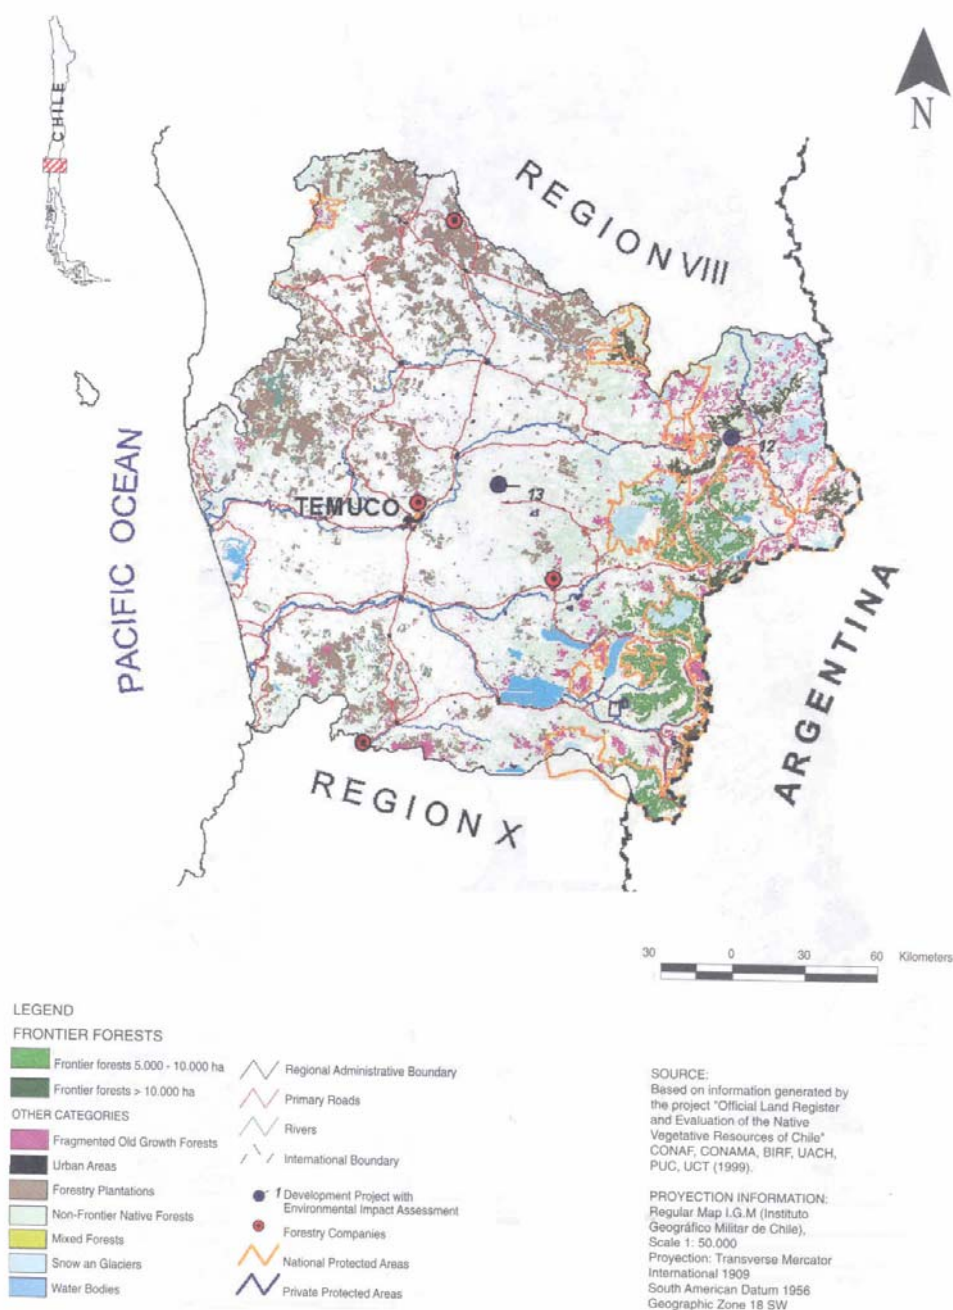 CHILE
N
REGION VIII
PACIFIC OCEAN
12
13
TEMUCO
ARGENTINA
REGION X
30 0 30 60 Kilometers
LEGEND
FRONTIER FORESTS
Frontier forests 5.000 - 10.000 ha
Frontier forests > 10.000 ha
OTHER CATEGORIES
Fragmented Old Growth Forests
Urban Areas
Forestry Plantations
Non-Frontier Native Forests
Mixed Forests
Snow an Glaciers
Water Bodies
Regional Administrative Boundary
Primary Roads
Rivers
International Boundary
1 Development Project with
Environmental Impact Assessment
Forestry Companies
National Protected Areas
Private Protected Areas
SOURCE:
Based on information generated by
the project "Official Land Register
and Evaluation of the Native
Vegetative Resources of Chile"
CONAF, CONAMA, BIRF, UACH,
PUC, UCT (1999).
PROYECTION INFORMATION:
Regular Map I.G.M (Instituto
Geográfico Militar de Chile),
Scale 1: 50.000
Proyection: Transverse Mercator
International 1909
South American Datum 1956
Geographic Zone 18 SW